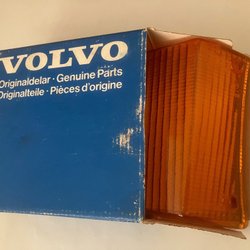 VOLVO
Originaldelar · Genuine Parts
Originalteile · Pièces d'origine